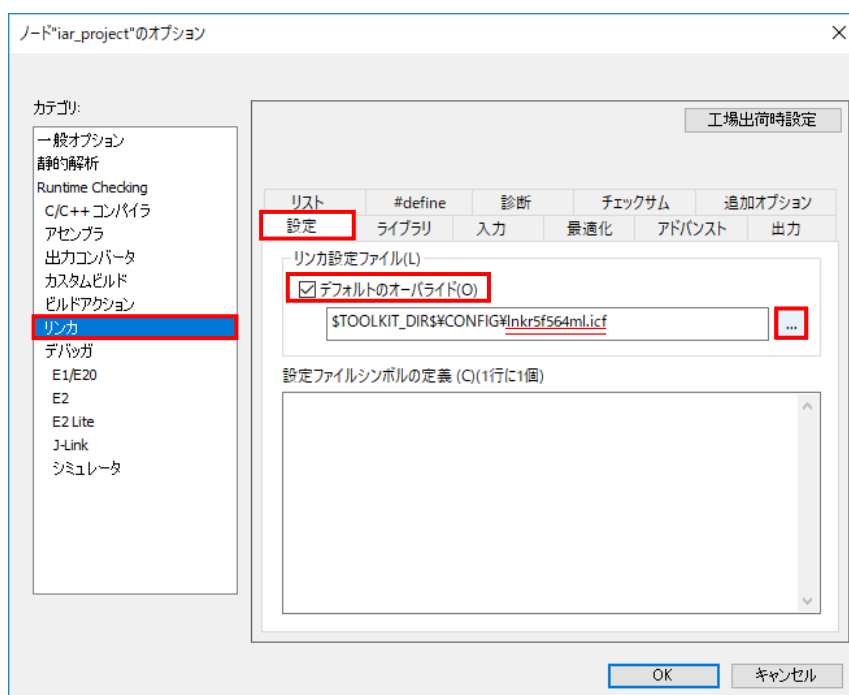 ノード"iar_project"のオプション
カテゴリ:
一般オプション
静的解析
Runtime Checking
C/C++ コンパイラ
アセンブラ
出力コンバータ
カスタムビルド
ビルドアクション
リンカ
デバッガ
E1/E20
E2
E2 Lite
J-Link
シミュレータ
工場出荷時設定
リスト #define 診断 チェックサム 追加オプション
設定 ライブラリ 入力 最適化 アドバンスト 出力
リンカ設定ファイル(L)
デフォルトのオーバライド(O)
$TOOLKIT_DIR$¥CONFIG¥lnkr5f564ml.icf ...
設定ファイルシンボルの定義 (C)(1行に1個)
OK キャンセル